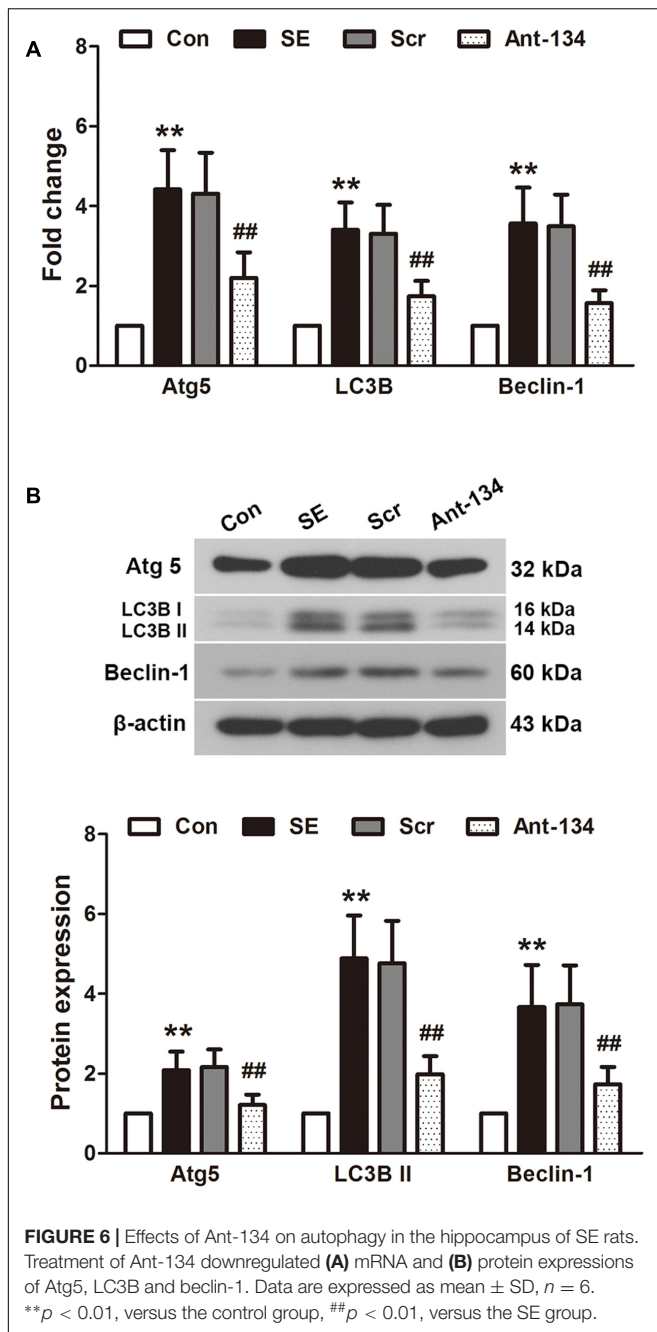 A
Con SE Scr Ant-134
Fold change
8
6
4
2
0
** ** **
## ## ##
Atg5 LC3B Beclin-1
B
Con SE Scr Ant-134
Atg 5 32 kDa
LC3B I 16 kDa
LC3B II 14 kDa
Beclin-1 60 kDa
β-actin 43 kDa
Con SE Scr Ant-134
Protein expression
8
6
4
2
0
** ** **
## ## ##
Atg5 LC3B II Beclin-1
FIGURE 6 | Effects of Ant-134 on autophagy in the hippocampus of SE rats.
Treatment of Ant-134 downregulated (A) mRNA and (B) protein expressions
of Atg5, LC3B and beclin-1. Data are expressed as mean ± SD, n = 6.
**p < 0.01, versus the control group, ##p < 0.01, versus the SE group.